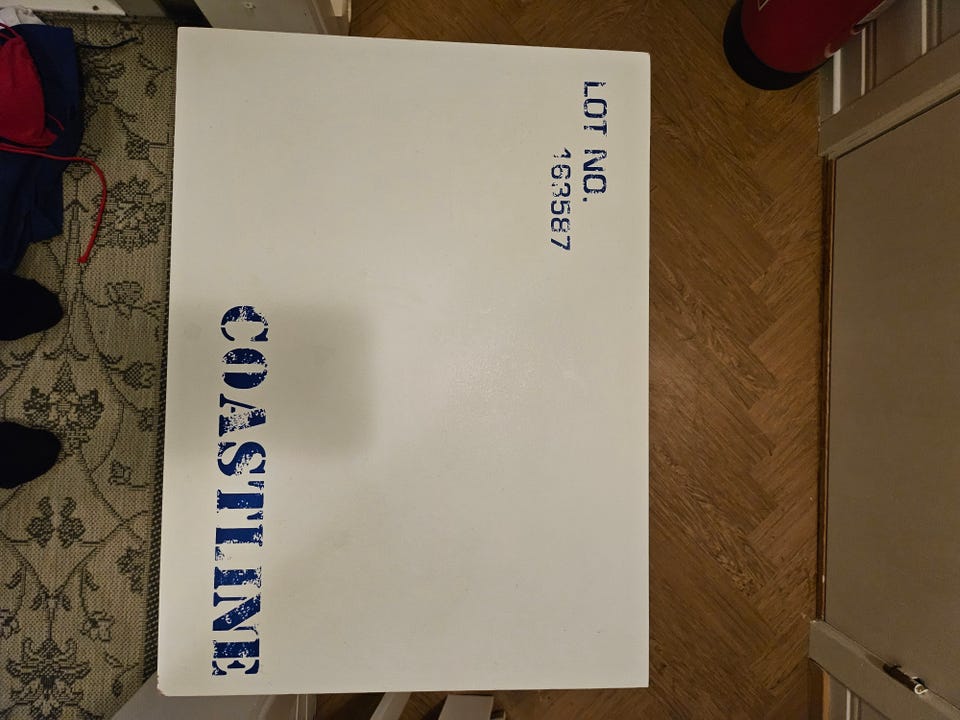 LOT NO.
163587
COASTLINE